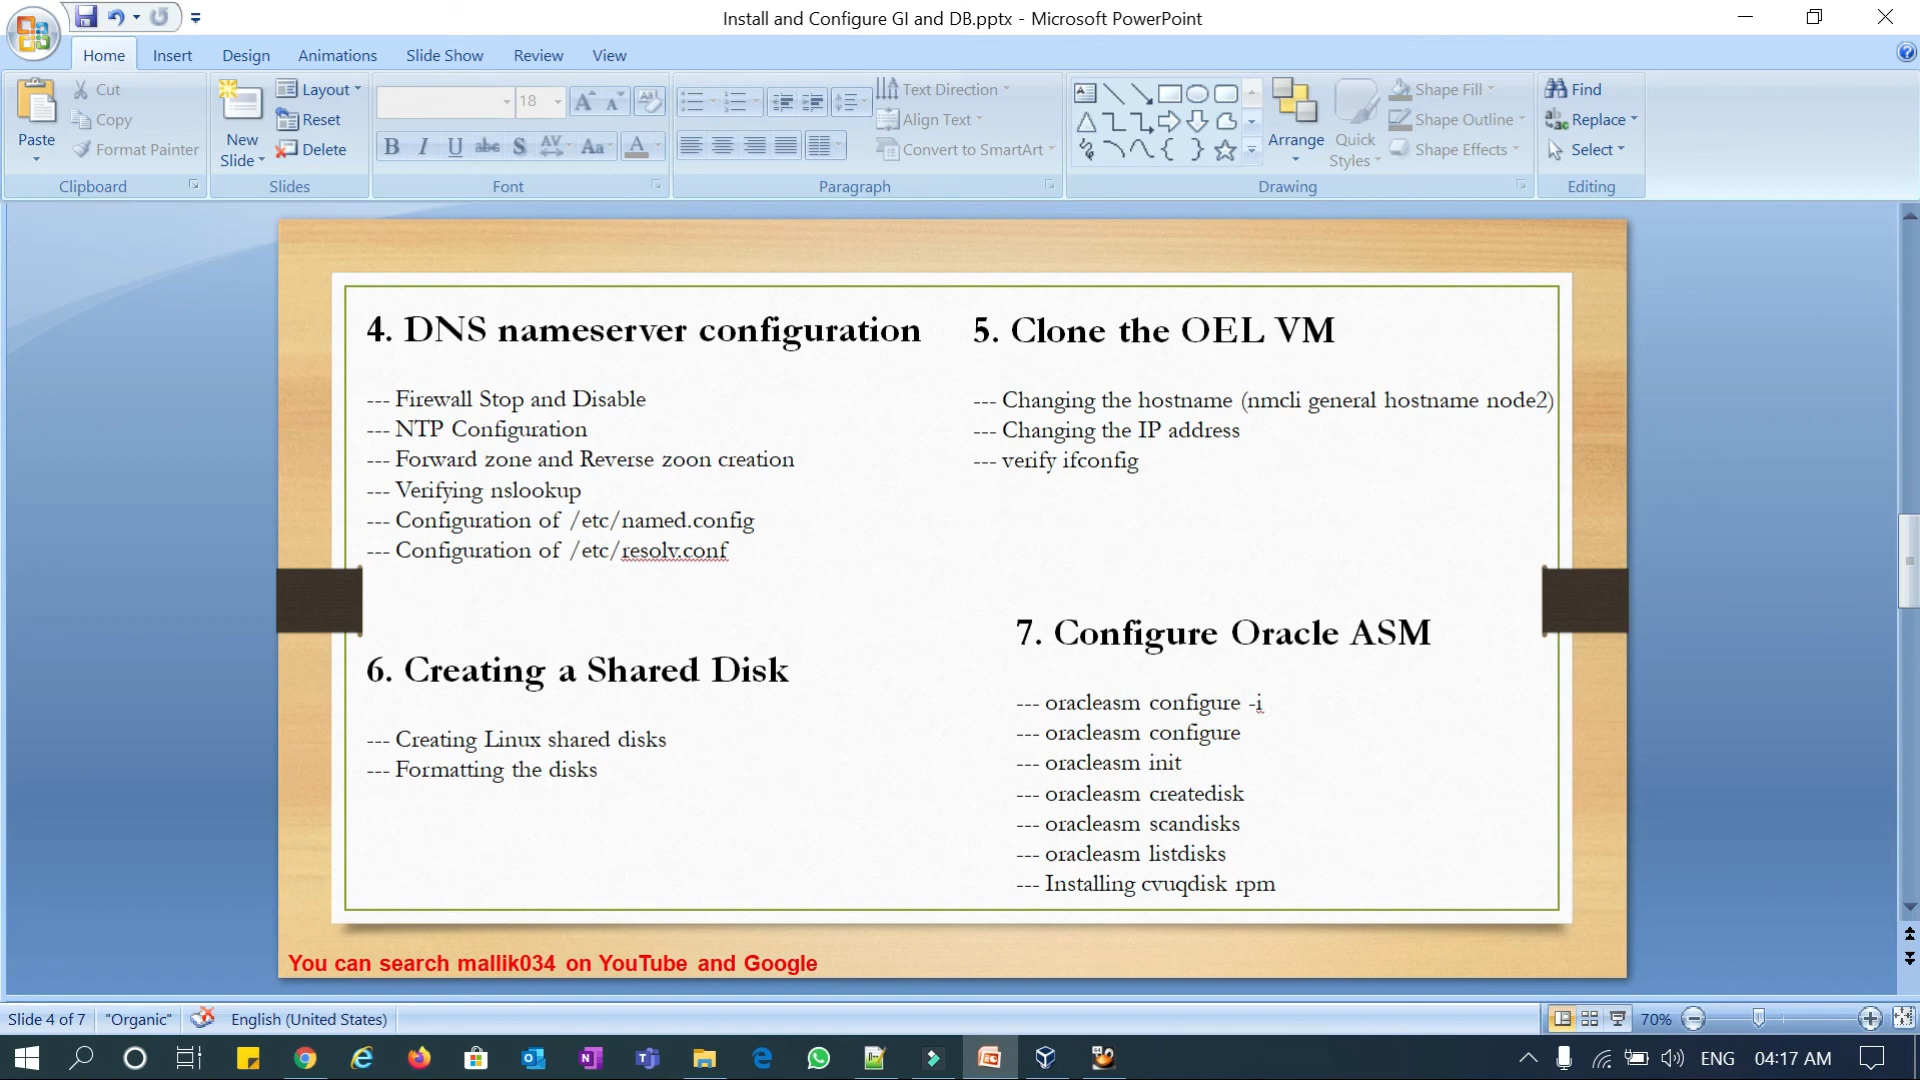 Install and Configure GI and DB.pptx - Microsoft PowerPoint
Home Insert Design Animations Slide Show Review View
Paste
Cut
Copy
Format Painter
Clipboard
New Slide
Layout
Reset
Delete
Slides
18
B I U abc S AV Aa A
Font
Text Direction
Align Text
Convert to SmartArt
Paragraph
Arrange
Quick Styles
Shape Fill
Shape Outline
Shape Effects
Drawing
Find
Replace
Select
Editing
4. DNS nameserver configuration
--- Firewall Stop and Disable
--- NTP Configuration
--- Forward zone and Reverse zoon creation
--- Verifying nslookup
--- Configuration of /etc/named.config
--- Configuration of /etc/resolv.conf
5. Clone the OEL VM
--- Changing the hostname (nmcli general hostname node2)
--- Changing the IP address
--- verify ifconfig
6. Creating a Shared Disk
--- Creating Linux shared disks
--- Formatting the disks
7. Configure Oracle ASM
--- oracleasm configure -i
--- oracleasm configure
--- oracleasm init
--- oracleasm createdisk
--- oracleasm scandisks
--- oracleasm listdisks
--- Installing cvuqdisk rpm
You can search mallik034 on YouTube and Google
Slide 4 of 7 "Organic" English (United States) 70%
ENG 04:17 AM